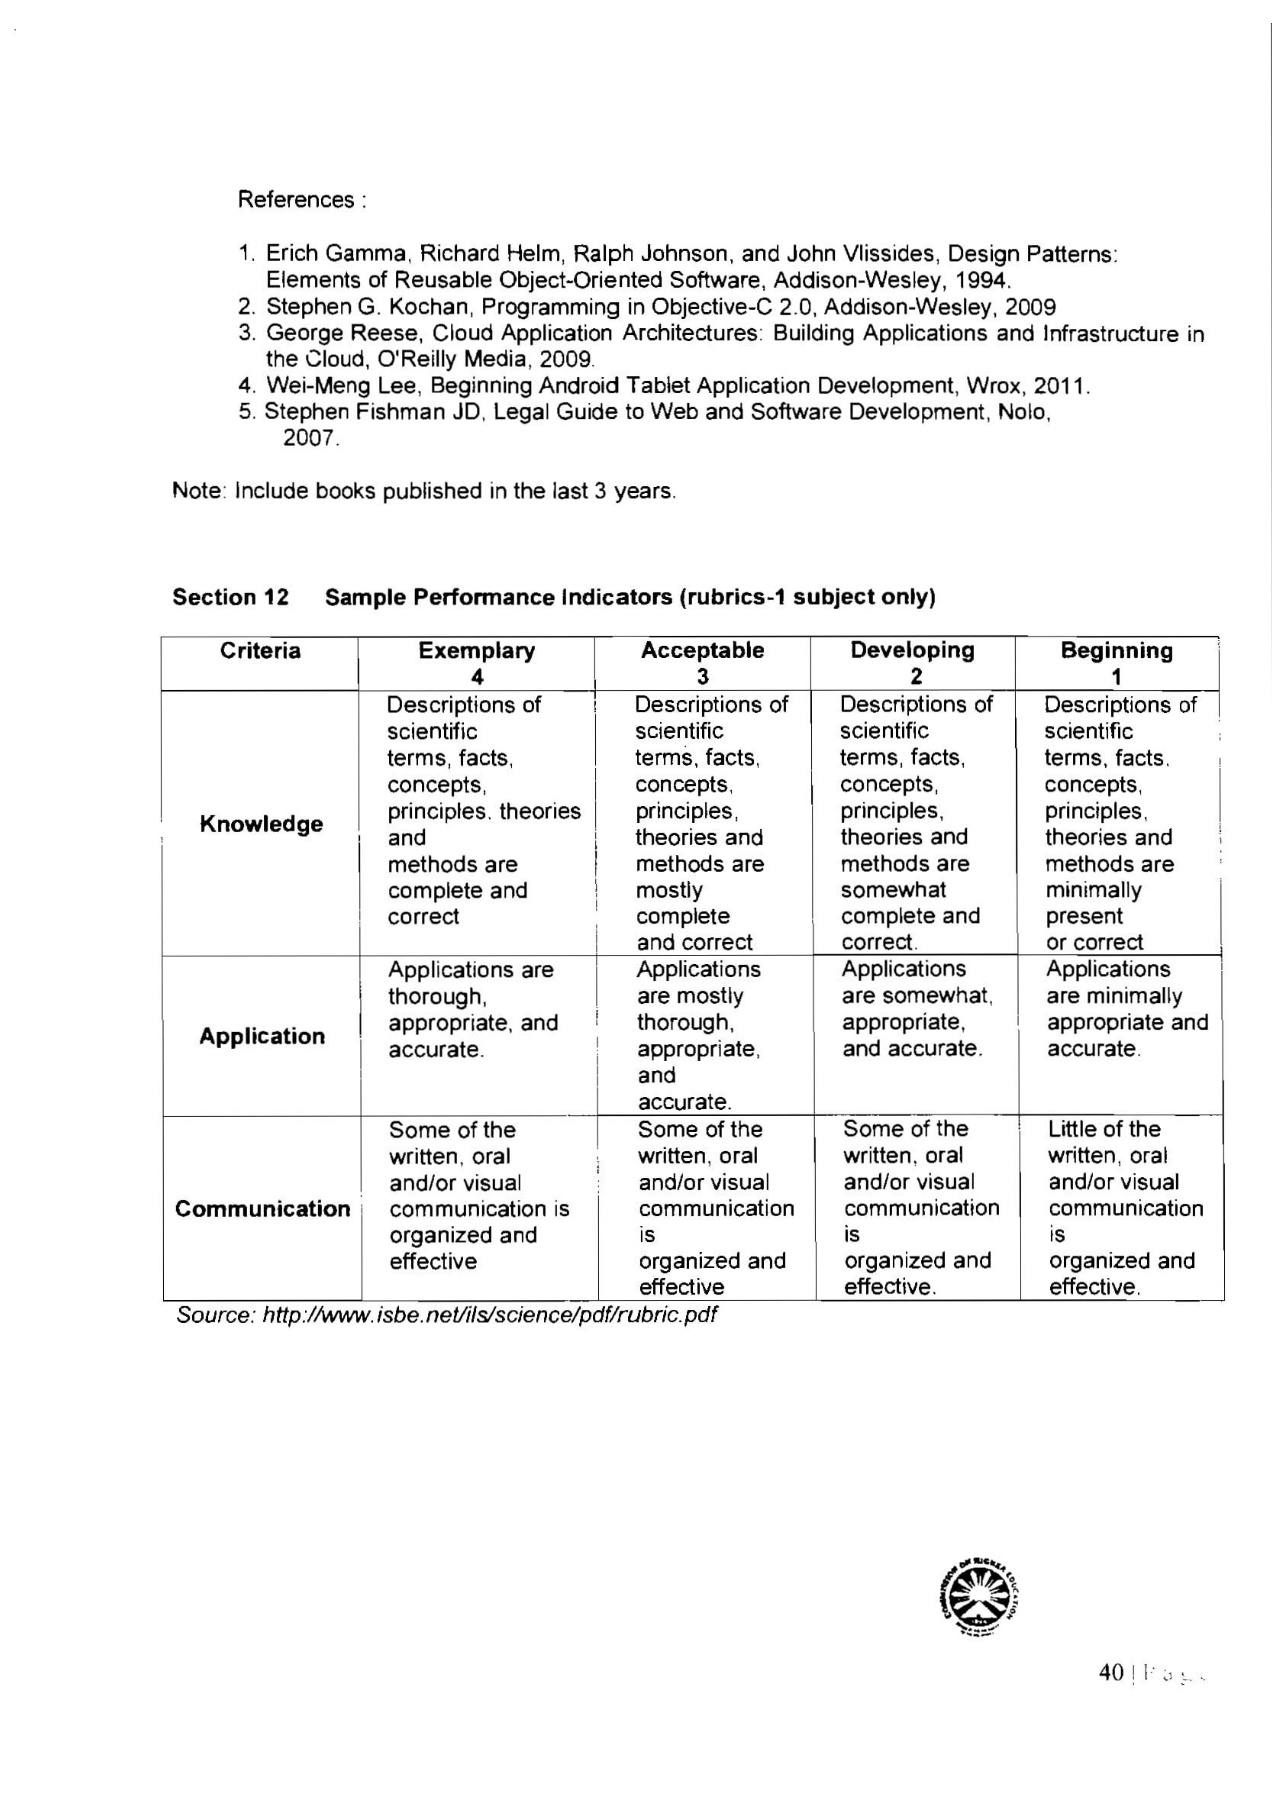 References :
1. Erich Gamma, Richard Helm, Ralph Johnson, and John Vlissides, Design Patterns:
Elements of Reusable Object-Oriented Software, Addison-Wesley, 1994.
2. Stephen G. Kochan, Programming in Objective-C 2.0, Addison-Wesley, 2009
3. George Reese, Cloud Application Architectures: Building Applications and Infrastructure in
the Cloud, O'Reilly Media, 2009.
4. Wei-Meng Lee, Beginning Android Tablet Application Development, Wrox, 2011.
5. Stephen Fishman JD, Legal Guide to Web and Software Development, Nolo,
2007.
Note: Include books published in the last 3 years.
Section 12 Sample Performance Indicators (rubrics-1 subject only)
Criteria
Exemplary
4
Acceptable
3
Developing
2
Beginning
1
Knowledge
Descriptions of
scientific
terms, facts,
concepts,
principles, theories
and
methods are
complete and
correct
Descriptions of
scientific
terms, facts,
concepts,
principles,
theories and
methods are
mostly
complete
and correct
Descriptions of
scientific
terms, facts,
concepts,
principles,
theories and
methods are
somewhat
complete and
correct.
Descriptions of
scientific
terms, facts,
concepts,
principles,
theories and
methods are
minimally
present
or correct
Application
Applications are
thorough,
appropriate, and
accurate.
Applications
are mostly
thorough,
appropriate,
and
accurate.
Applications
are somewhat,
appropriate,
and accurate.
Applications
are minimally
appropriate and
accurate.
Communication
Some of the
written, oral
and/or visual
communication is
organized and
effective
Some of the
written, oral
and/or visual
communication
is
organized and
effective
Some of the
written, oral
and/or visual
communication
is
organized and
effective.
Little of the
written, oral
and/or visual
communication
is
organized and
effective.
Source: http://www.isbe.net/ils/science/pdf/rubric.pdf
COMMISSION ON HIGHER EDUCATION
40 |